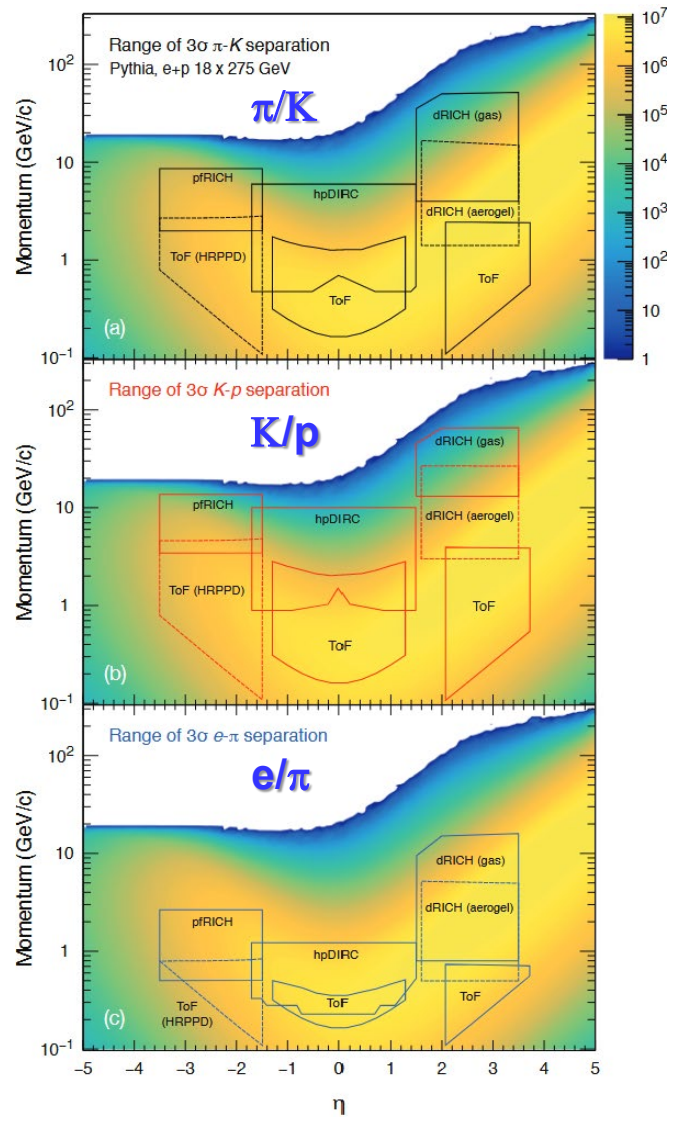 Range of 3σ π-K separation
Pythia, e+p 18 x 275 GeV
π/K
dRICH (gas)
pfRICH
hpDIRC
dRICH (aerogel)
ToF (HRPPD)
ToF
ToF
(a)
Momentum (GeV/c)
10²
10
1
10⁻¹
10⁷
10⁶
10⁵
10⁴
10³
10²
10
1
Range of 3σ K-p separation
K/p
dRICH (gas)
pfRICH
hpDIRC
dRICH (aerogel)
ToF (HRPPD)
ToF
ToF
(b)
Momentum (GeV/c)
10²
10
1
10⁻¹
Range of 3σ e-π separation
e/π
dRICH (gas)
dRICH (aerogel)
pfRICH
hpDIRC
ToF
ToF
ToF
(HRPPD)
(c)
Momentum (GeV/c)
10²
10
1
10⁻¹
−5 −4 −3 −2 −1 0 1 2 3 4 5
η